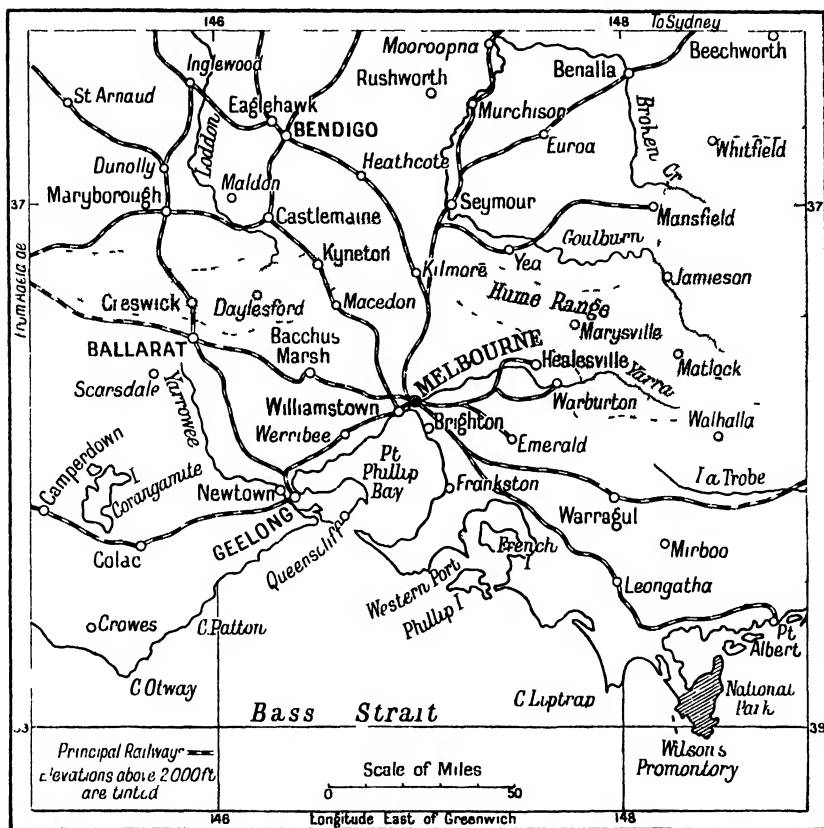 146
148
To Sydney
Mooroopna
Beechworth
Inglewood
Rushworth
Benalla
St Arnaud
Eaglehawk
Murchison
BENDIGO
Loddon
Broken Cr
Euroa
Whitfield
Dunolly
Heathcote
Maldon
37
Maryborough
Castlemaine
Seymour
Mansfield
37
Goulburn
Kyneton
Yea
Kilmore
Jamieson
Creswick
Daylesford
Macedon
Hume Range
Marysville
BALLARAT
Bacchus
Marsh
MELBOURNE
Healesville
Matlock
Scarsdale
Yarrowee
Yarra
Williamstown
Warburton
Werribee
Brighton
Emerald
Walhalla
Pt
Phillip
Bay
Camperdown
I
Corangamite
Newtown
Frankston
I a Trobe
GEELONG
Warragul
Queenscliff
Colac
French
I
Mirboo
Western Port
Phillip I
Leongatha
Crowes
C. Patton
Pt
Albert
C Otway
C Liptrap
National
Park
Bass Strait
39
Wilsons
Promontory
Principal Railways
Elevations above 2000ft
are tinted
Scale of Miles
0
50
146
148
Longitude East of Greenwich